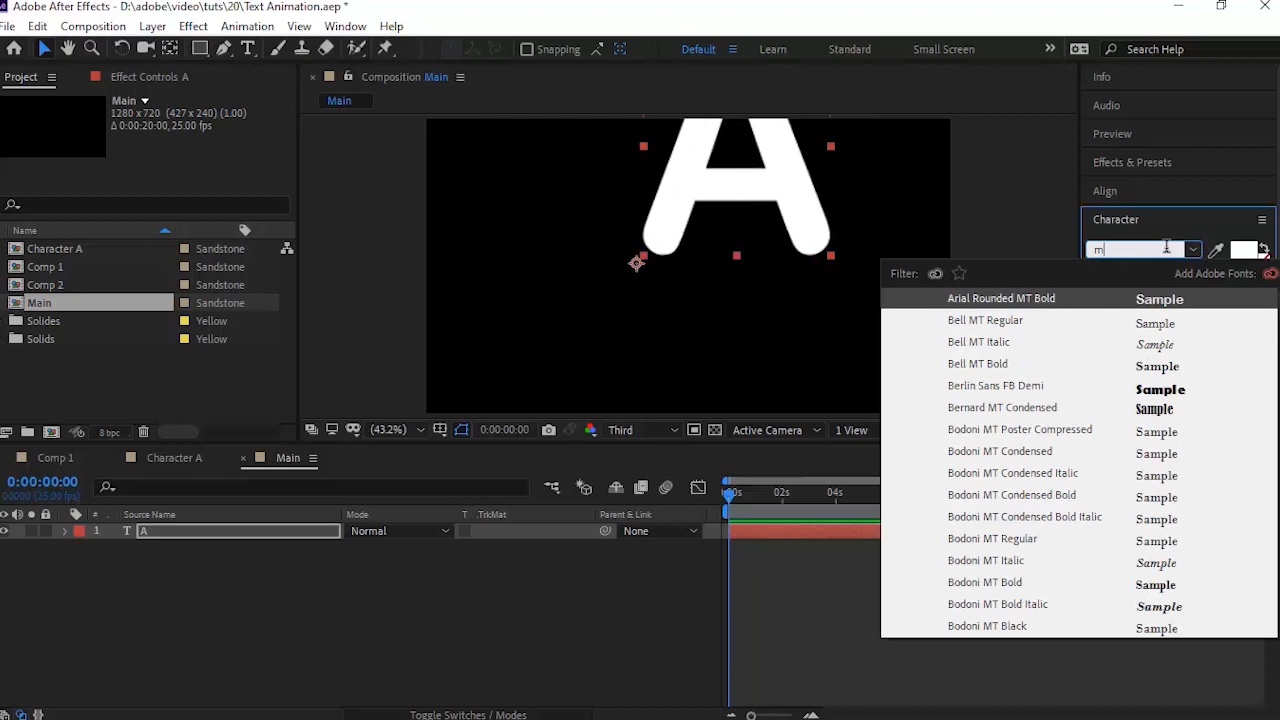 Adobe After Effects - D:\adobe\video\tuts\20\Text Animation.aep *
File Edit Composition Layer Effect Animation View Window Help
T Snapping Default Learn Standard Small Screen Search Help
Project Effect Controls A Composition Main Info
Main Main
1280 x 720 (427 x 240) (1.00)
Δ 0:00:20:00, 25.00 fps
Audio
Preview
Effects & Presets
Align
Character
m
A
Name
Character A Sandstone
Comp 1 Sandstone
Comp 2 Sandstone
Main Sandstone
Solides Yellow
Solids Yellow
Filter: Add Adobe Fonts:
Arial Rounded MT Bold Sample
Bell MT Regular Sample
Bell MT Italic Sample
Bell MT Bold Sample
Berlin Sans FB Demi Sample
Bernard MT Condensed Sample
Bodoni MT Poster Compressed Sample
Bodoni MT Condensed Sample
Bodoni MT Condensed Italic Sample
Bodoni MT Condensed Bold Sample
Bodoni MT Condensed Bold Italic Sample
Bodoni MT Regular Sample
Bodoni MT Italic Sample
Bodoni MT Bold Sample
Bodoni MT Bold Italic Sample
Bodoni MT Black Sample
8 bpc (43.2%) 0:00:00:00 Third Active Camera 1 View
Comp 1 Character A Main
0:00:00:00
00000 (25.00 fps)
00s 02s 04s
# Source Name Mode T .TrkMat Parent & Link
1 T A Normal None
Toggle Switches / Modes